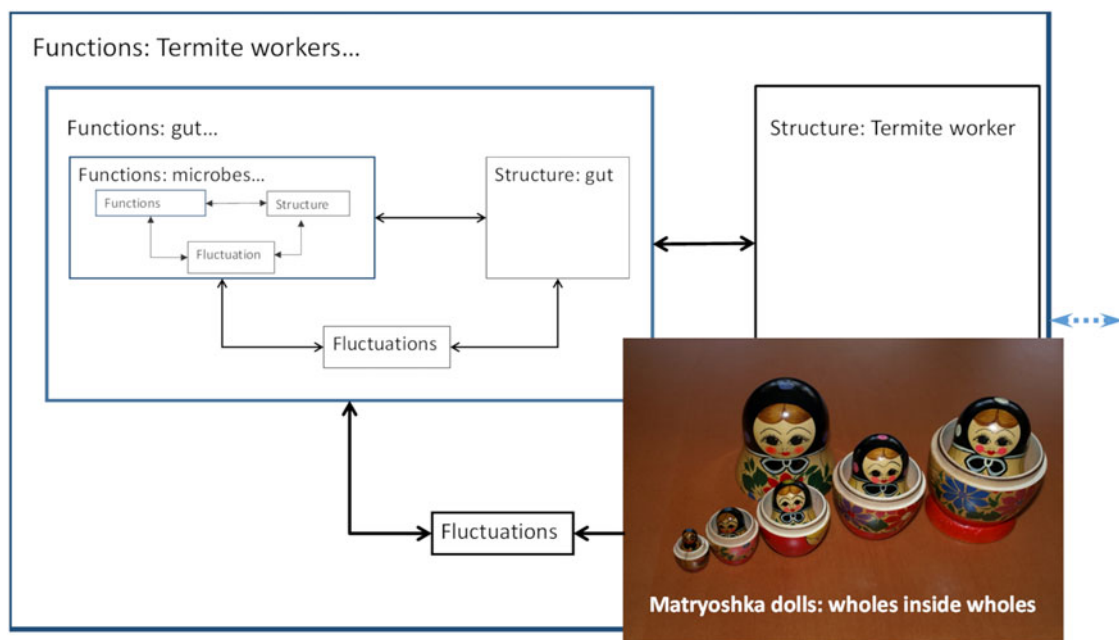 Functions: Termite workers…
Functions: gut…
Structure: Termite worker
Functions: microbes…
Structure: gut
Functions
Structure
Fluctuation
Fluctuations
Fluctuations
Matryoshka dolls: wholes inside wholes